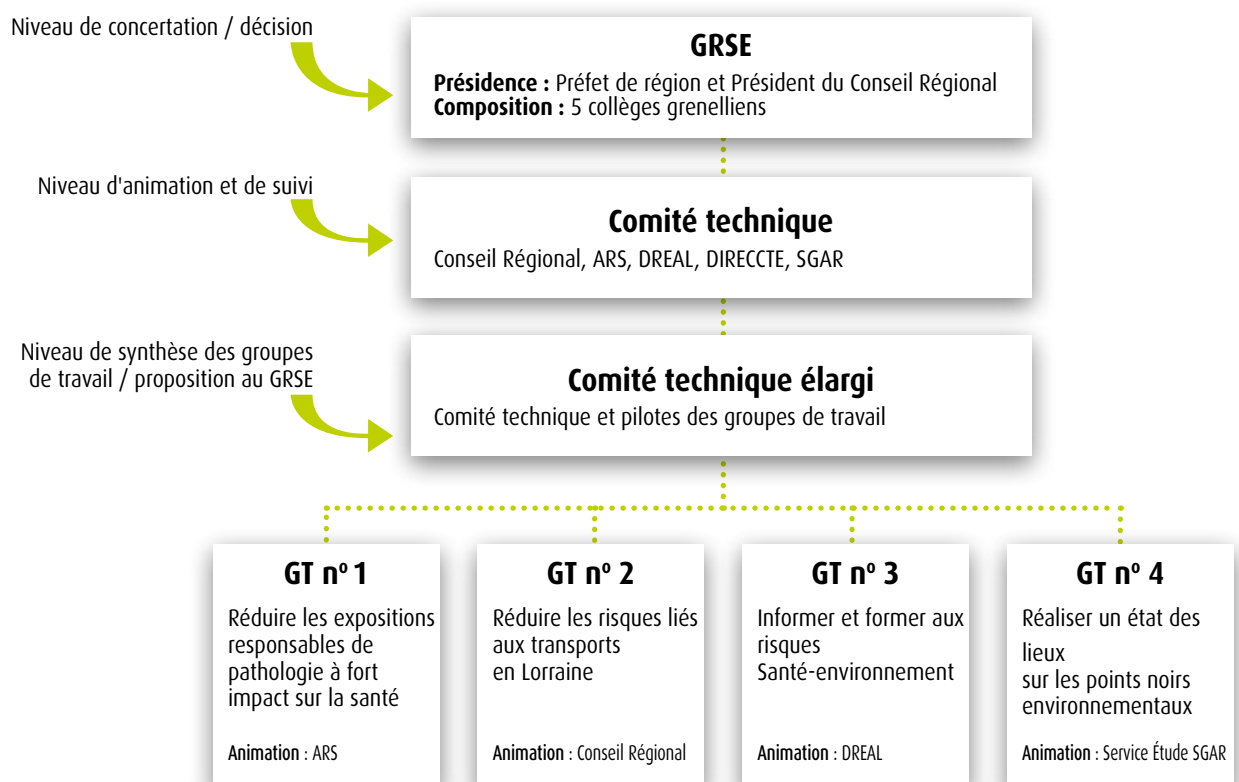 Niveau de concertation / décision
GRSE
Présidence : Préfet de région et Président du Conseil Régional
Composition : 5 collèges grenelliens
Niveau d'animation et de suivi
Comité technique
Conseil Régional, ARS, DREAL, DIRECCTE, SGAR
Niveau de synthèse des groupes
de travail / proposition au GRSE
Comité technique élargi
Comité technique et pilotes des groupes de travail
GT nº 1
Réduire les expositions
responsables de
pathologie à fort
impact sur la santé
Animation : ARS
GT nº 2
Réduire les risques liés
aux transports
en Lorraine
Animation : Conseil Régional
GT nº 3
Informer et former aux
risques
Santé-environnement
Animation : DREAL
GT nº 4
Réaliser un état des
lieux
sur les points noirs
environnementaux
Animation : Service Étude SGAR